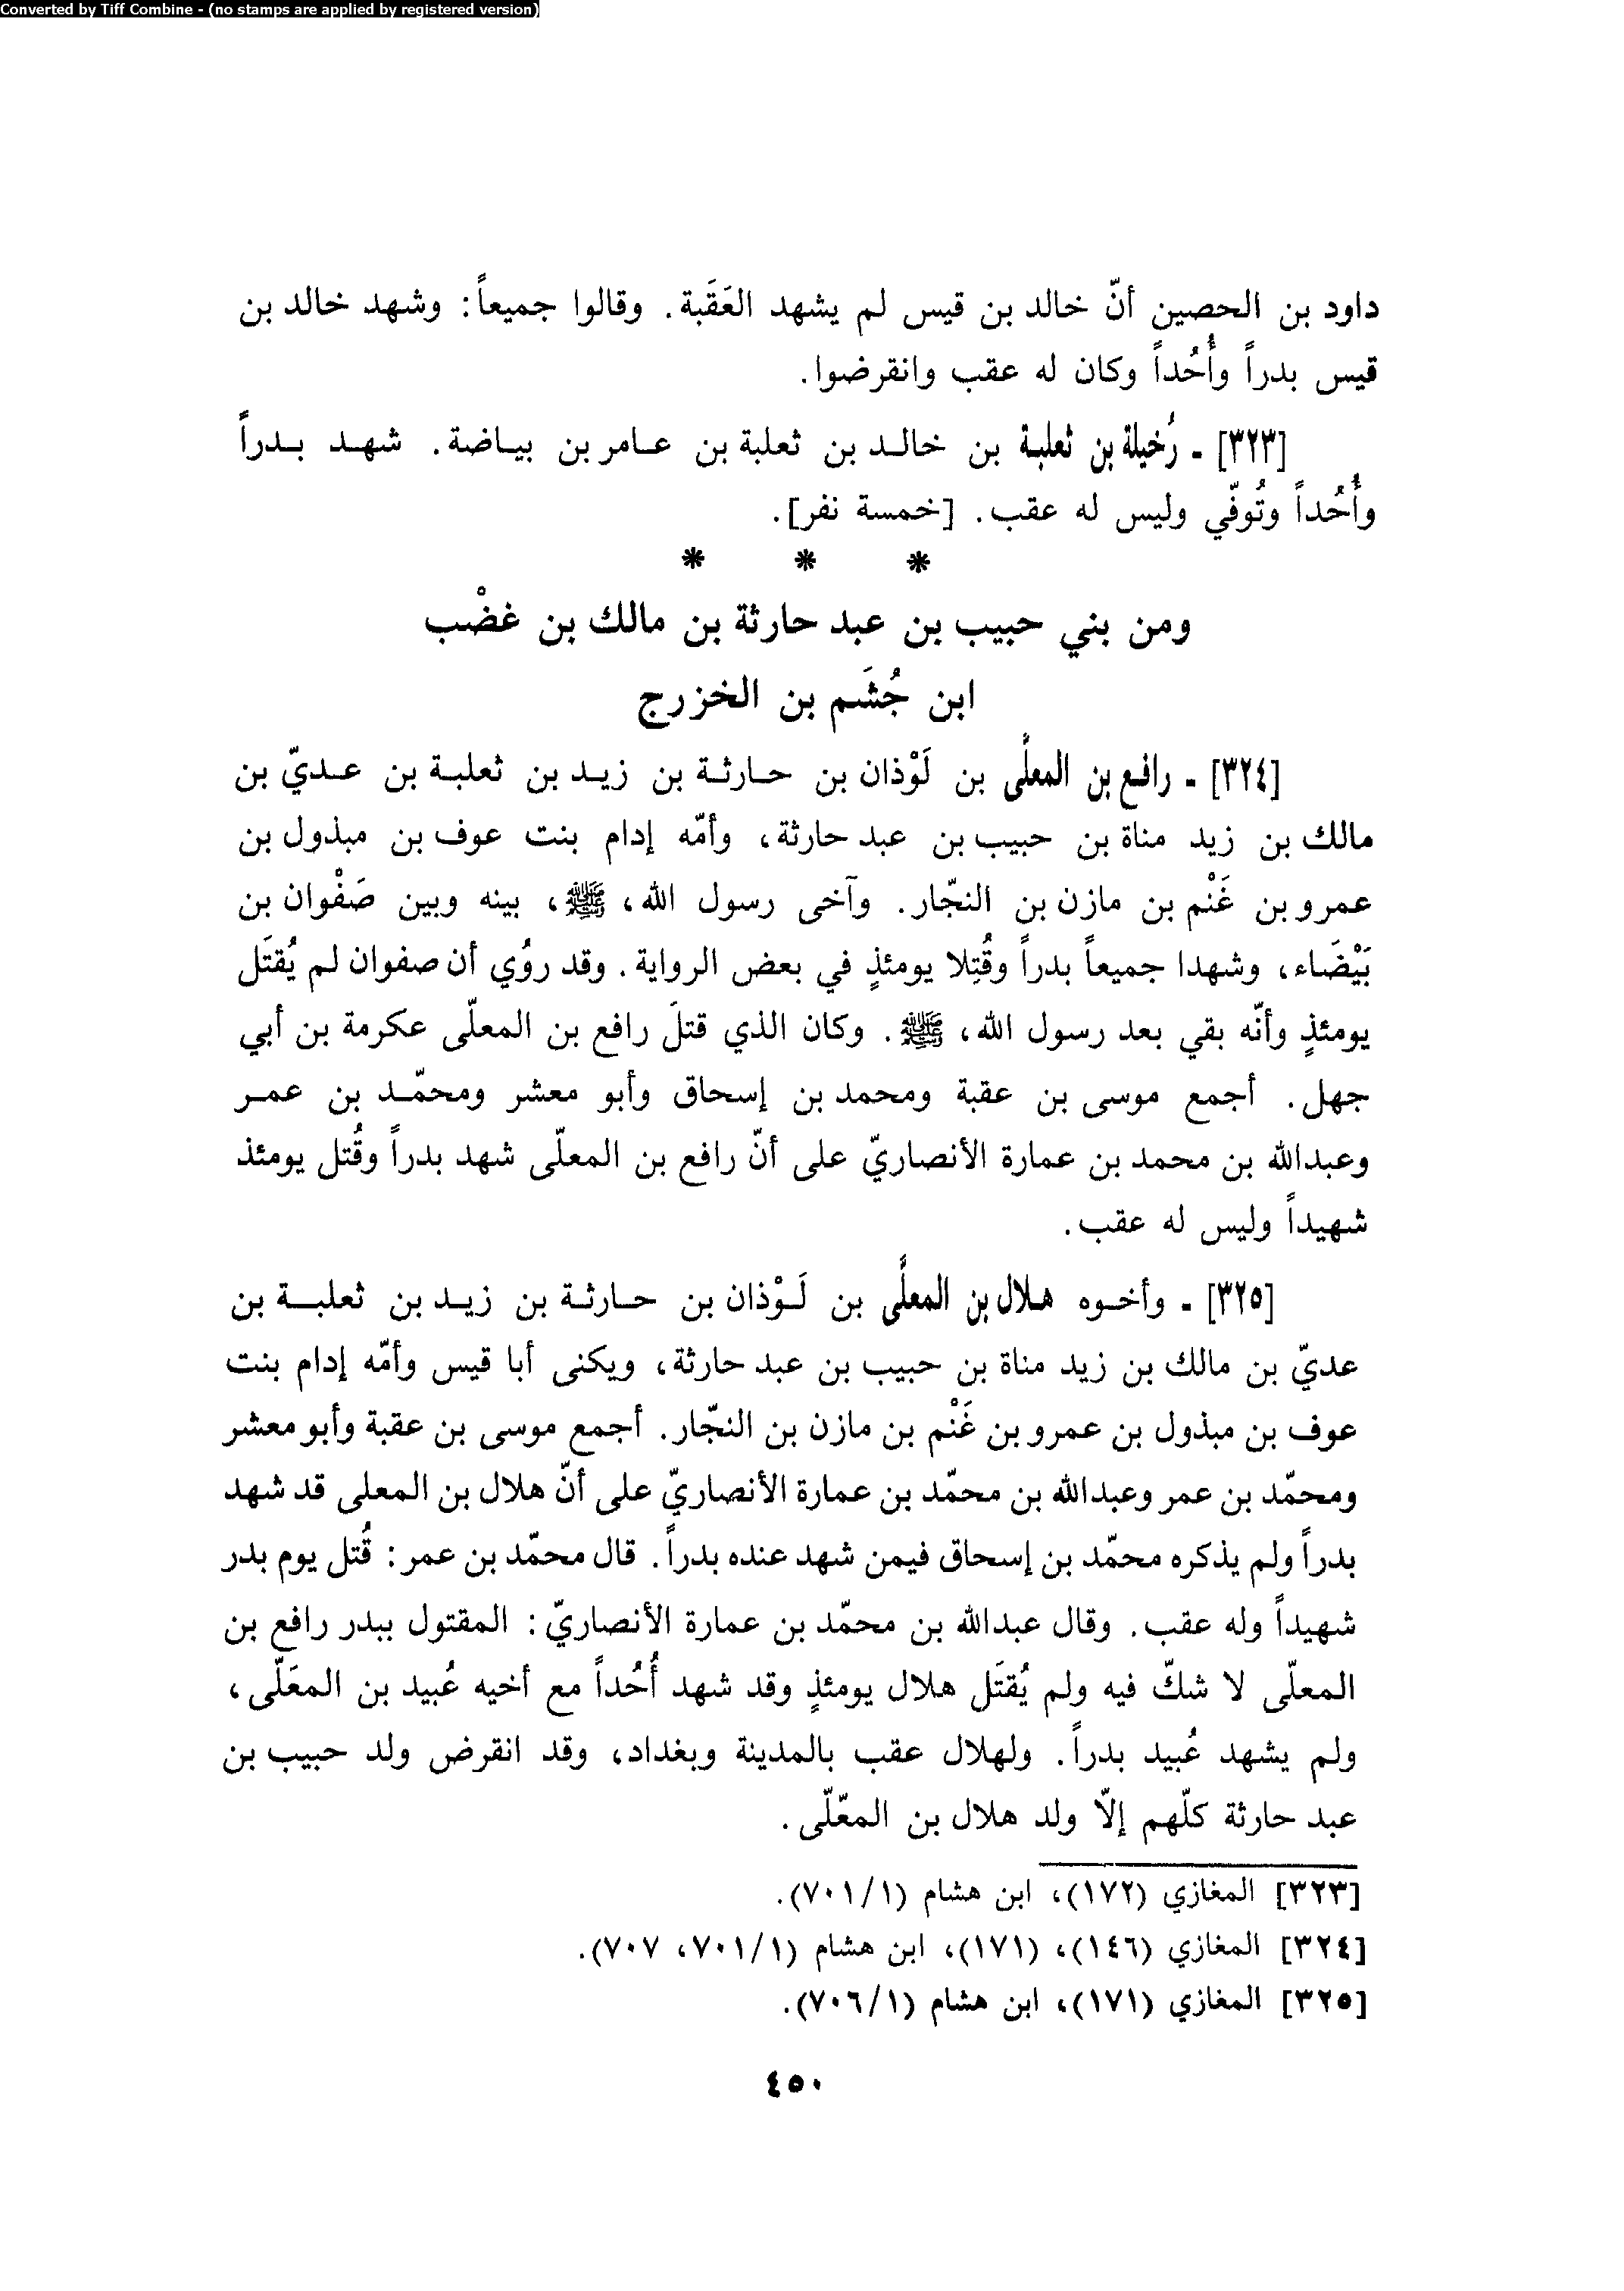 Converted by Tiff Combine - (no stamps are applied by registered version)
داود بن الحصين أنّ خالد بن قيس لم يشهد العَقَبة. وقالوا جميعاً: وشهد خالد بن
قيس بدراً وأُحُداً وكان له عقب وانقرضوا.
[٣٢٣] - رُخيلة بن ثعلبة بن خالد بن ثعلبة بن عامر بن بياضة. شهد بدراً
وأُحُداً وتُوفّي وليس له عقب. [خمسة نفر].
* * *
ومن بني حبيب بن عبد حارثة بن مالك بن غضْب
ابن جُشَم بن الخزرج
[٣٢٤] - رافع بن المعلَّى بن لَوْذان بن حارثة بن زيد بن ثعلبة بن عديّ بن
مالك بن زيد مناة بن حبيب بن عبد حارثة، وأمّه إدام بنت عوف بن مبذول بن
عمرو بن غَنْم بن مازن بن النجّار. وآخى رسول الله، ﷺ، بينه وبين صَفْوان بن
بَيْضَاء، وشهدا جميعاً بدراً وقُتِلا يومئذٍ في بعض الرواية. وقد روُي أن صفوان لم يُقتَل
يومئذٍ وأنّه بقي بعد رسول الله، ﷺ. وكان الذي قتلَ رافع بن المعلّى عكرمة بن أبي
جهل. أجمع موسى بن عقبة ومحمد بن إسحاق وأبو معشر ومحمّد بن عمر
وعبدالله بن محمد بن عمارة الأنصاريّ على أنّ رافع بن المعلّى شهد بدراً وقُتل يومئذ
شهيداً وليس له عقب.
[٣٢٥] - وأخوه هلال بن المعلَّى بن لَوْذان بن حارثة بن زيد بن ثعلبة بن
عديّ بن مالك بن زيد مناة بن حبيب بن عبد حارثة، ويكنى أبا قيس وأمّه إدام بنت
عوف بن مبذول بن عمرو بن غَنْم بن مازن بن النجّار. أجمع موسى بن عقبة وأبو معشر
ومحمّد بن عمر وعبدالله بن محمّد بن عمارة الأنصاريّ على أنّ هلال بن المعلى قد شهد
بدراً ولم يذكره محمّد بن إسحاق فيمن شهد عنده بدراً. قال محمّد بن عمر: قُتل يوم بدر
شهيداً وله عقب. وقال عبدالله بن محمّد بن عمارة الأنصاريّ: المقتول ببدر رافع بن
المعلّى لا شكّ فيه ولم يُقتَل هلال يومئذٍ وقد شهد أُحُداً مع أخيه عُبيد بن المعَلّى،
ولم يشهد عُبيد بدراً. ولهلال عقب بالمدينة وبغداد، وقد انقرض ولد حبيب بن
عبد حارثة كلّهم إلّا ولد هلال بن المعّلّى.
[٣٢٣] المغازي (١٧٢)، ابن هشام (٧٠١/١).
[٣٢٤] المغازي (١٤٦)، (١٧١)، ابن هشام (٧٠١/١، ٧٠٧).
[٣٢٥] المغازي (١٧١)، ابن هشام (٧٠٦/١).
٤٥٠